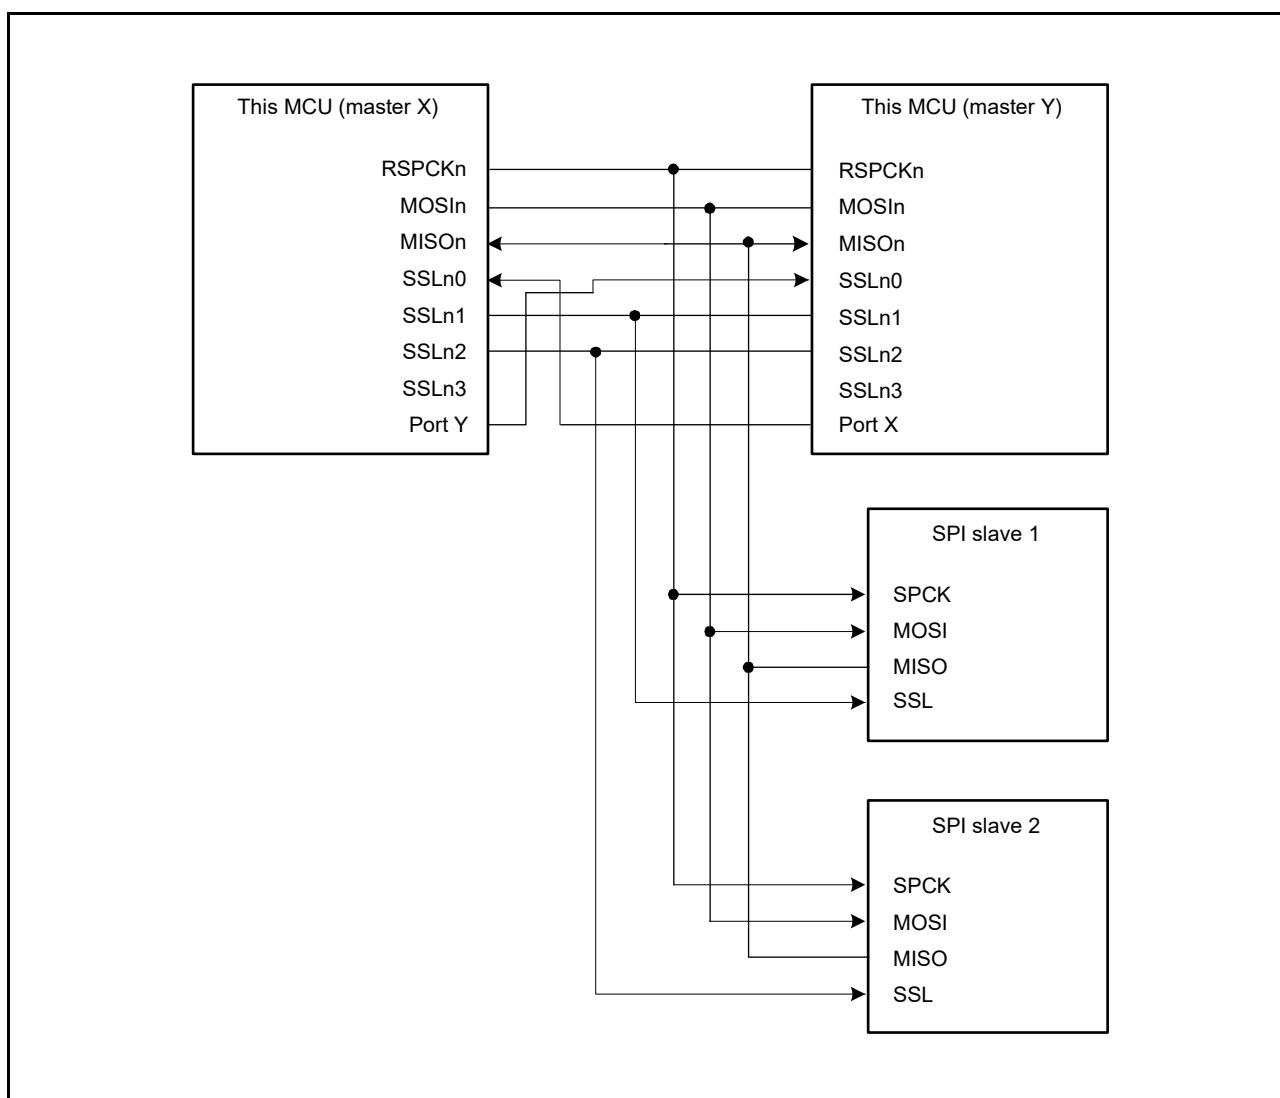 This MCU (master X)
RSPCKn
MOSIn
MISOn
SSLn0
SSLn1
SSLn2
SSLn3
Port Y
This MCU (master Y)
RSPCKn
MOSIn
MISOn
SSLn0
SSLn1
SSLn2
SSLn3
Port X
SPI slave 1
SPCK
MOSI
MISO
SSL
SPI slave 2
SPCK
MOSI
MISO
SSL